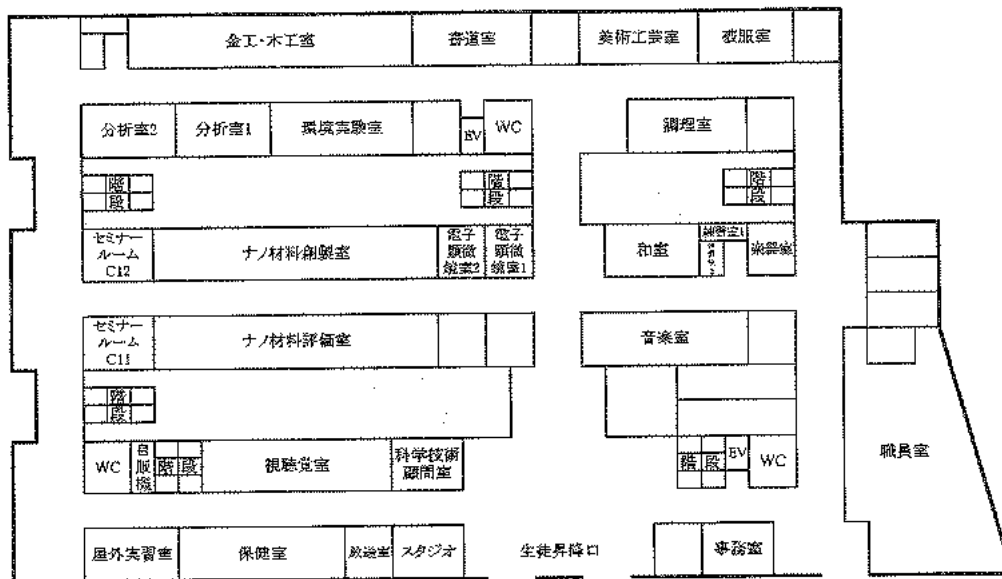 金工・木工室
書道室
美術工芸室
被服室
分析室2
分析室1
環境実験室
EV
WC
調理室
階段
階段
階段
セミナー
ルーム
C12
ナノ材料創製室
電子
顕微
鏡室2
電子
顕微
鏡室1
和室
練習室1
楽器室
セミナー
ルーム
C11
ナノ材料評価室
音楽室
階段
職員室
WC
自販機
階段
視聴覚室
科学技術
顧問室
階段
EV
WC
屋外実習室
保健室
放送室
スタジオ
生徒昇降口
事務室